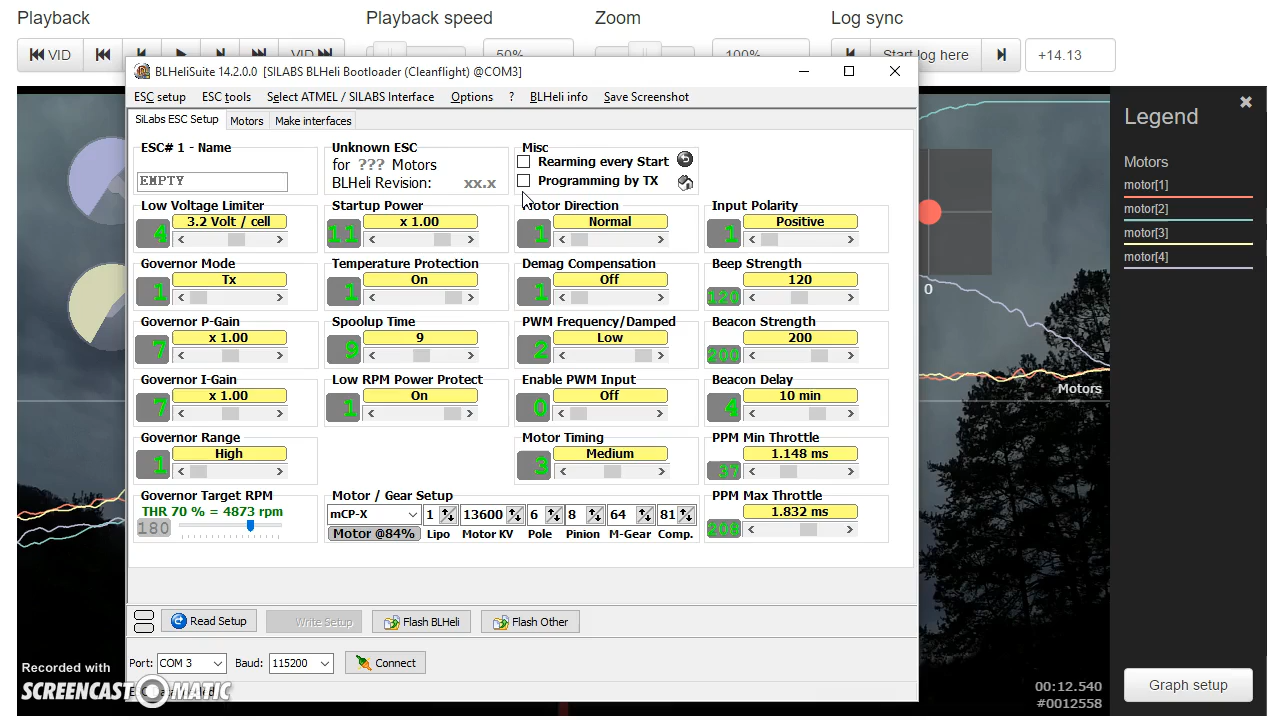 Playback
Playback speed
Zoom
Log sync
VID
VID
50%
100%
Start log here
+14.13
BLHeliSuite 14.2.0.0 [SILABS BLHeli Bootloader (Cleanflight) @COM3]
ESC setup
ESC tools
Select ATMEL / SILABS Interface
Options
?
BLHeli info
Save Screenshot
SiLabs ESC Setup
Motors
Make interfaces
ESC# 1 - Name
EMPTY
Unknown ESC
for ??? Motors
BLHeli Revision: xx.x
Misc
Rearming every Start
Programming by TX
Low Voltage Limiter
4
3.2 Volt / cell
Startup Power
11
x 1.00
Motor Direction
1
Normal
Input Polarity
1
Positive
Governor Mode
1
Tx
Temperature Protection
1
On
Demag Compensation
1
Off
Beep Strength
120
120
Governor P-Gain
7
x 1.00
Spoolup Time
9
9
PWM Frequency/Damped
2
Low
Beacon Strength
200
200
Governor I-Gain
7
x 1.00
Low RPM Power Protect
1
On
Enable PWM Input
0
Off
Beacon Delay
4
10 min
Governor Range
1
High
Motor Timing
3
Medium
PPM Min Throttle
37
1.148 ms
Governor Target RPM
THR 70 % = 4873 rpm
180
Motor / Gear Setup
mCP-X
1
13600
6
8
64
81
Motor @84%
Lipo
Motor KV
Pole
Pinion
M-Gear
Comp.
PPM Max Throttle
208
1.832 ms
Read Setup
Write Setup
Flash BLHeli
Flash Other
Port:
COM 3
Baud:
115200
Connect
Legend
Motors
motor[1]
motor[2]
motor[3]
motor[4]
0
Motors
Graph setup
00:12.540
#0012558
Recorded with
SCREENCAST-O-MATIC